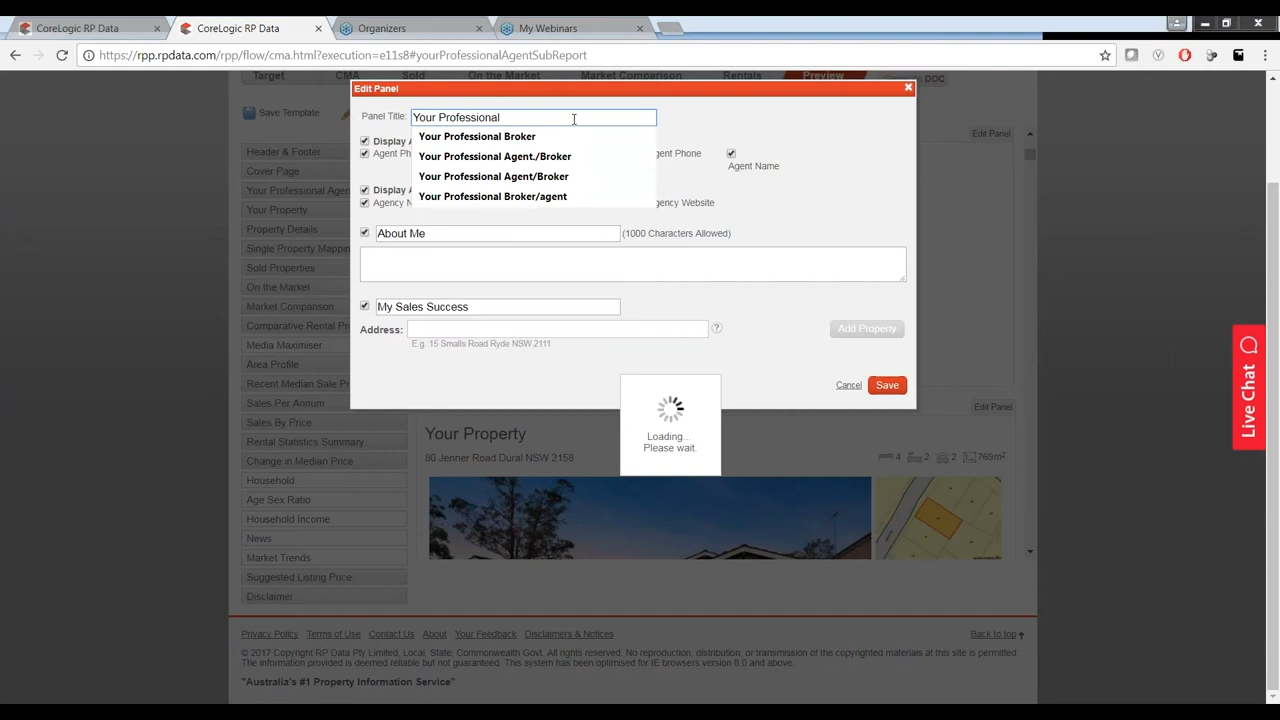 CoreLogic RP Data
CoreLogic RP Data
Organizers
My Webinars
https://rpp.rpdata.com/rpp/flow/cma.html?execution=e11s8#yourProfessionalAgentSubReport
Target CMA Sold On the Market Market Comparison Rentals Preview DOC
Edit Panel
Save Template
Panel Title: Your Professional
Your Professional Broker
Your Professional Agent./Broker
Your Professional Agent/Broker
Your Professional Broker/agent
Display A
Agent Ph gent Phone Agent Name
Display A
Agency N gency Website
About Me (1000 Characters Allowed)
My Sales Success
Address: ? Add Property
E.g. 15 Smalls Road Ryde NSW 2111
Cancel Save
Loading...
Please wait.
Edit Panel
Header & Footer
Cover Page
Your Professional Agen
Your Property
Property Details
Single Property Mappin
Sold Properties
On the Market
Market Comparison
Comparative Rental Pr
Media Maximiser
Area Profile
Recent Median Sale P
Sales Per Annum
Sales By Price
Rental Statistics Summary
Change in Median Price
Household
Age Sex Ratio
Household Income
News
Market Trends
Suggested Listing Price
Disclaimer
Edit Panel
Your Property
80 Jenner Road Dural NSW 2158
4 2 2 769m²
Live Chat
Privacy Policy Terms of Use Contact Us About Your Feedback Disclaimers & Notices Back to top
© 2017 Copyright RP Data Pty Limited, Local, State, Commonwealth Govt. All rights reserved. No reproduction, distribution, or transmission of the copyrighted materials at this site is permitted.
The information provided is deemed reliable but not guaranteed. This system has been optimised for IE browsers version 8.0 and above.
"Australia's #1 Property Information Service"